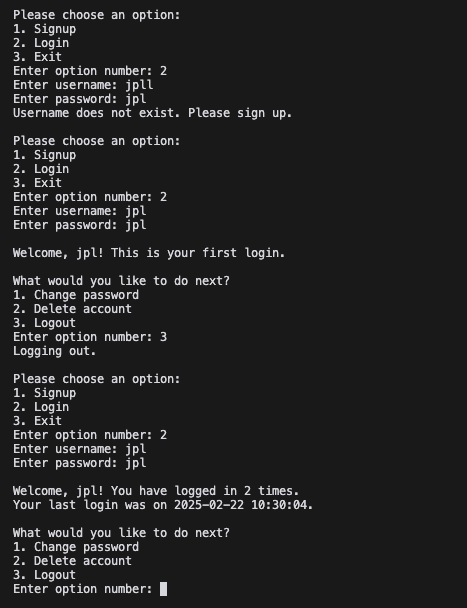 Please choose an option:
1. Signup
2. Login
3. Exit
Enter option number: 2
Enter username: jpll
Enter password: jpl
Username does not exist. Please sign up.
Please choose an option:
1. Signup
2. Login
3. Exit
Enter option number: 2
Enter username: jpl
Enter password: jpl
Welcome, jpl! This is your first login.
What would you like to do next?
1. Change password
2. Delete account
3. Logout
Enter option number: 3
Logging out.
Please choose an option:
1. Signup
2. Login
3. Exit
Enter option number: 2
Enter username: jpl
Enter password: jpl
Welcome, jpl! You have logged in 2 times.
Your last login was on 2025-02-22 10:30:04.
What would you like to do next?
1. Change password
2. Delete account
3. Logout
Enter option number: